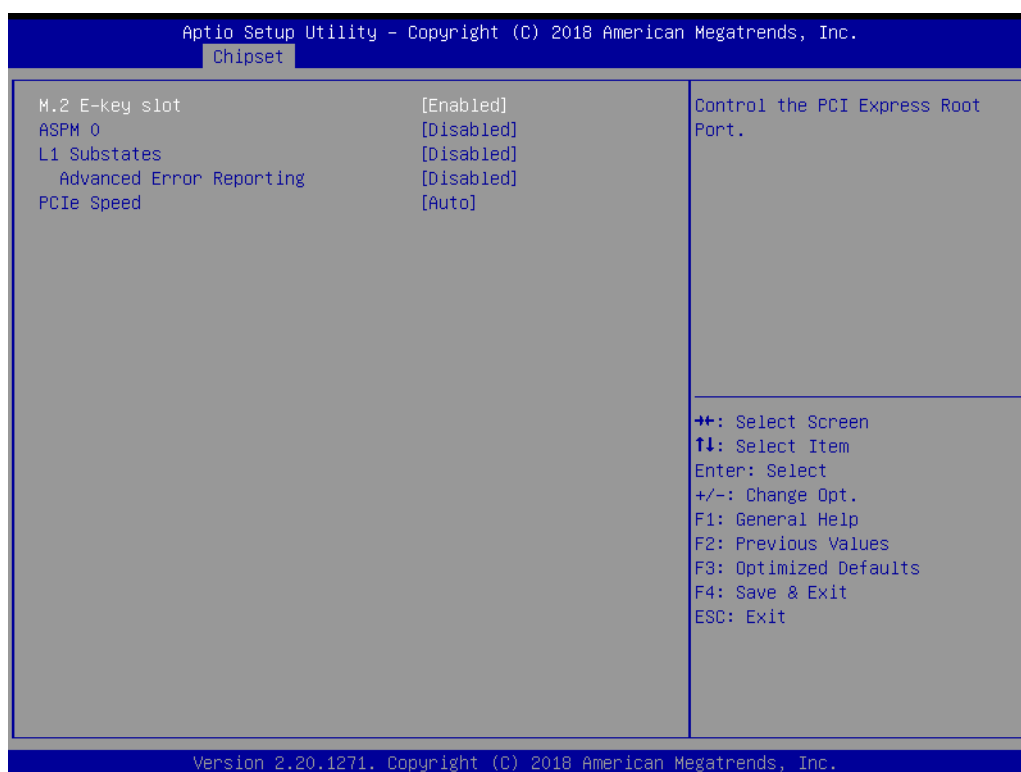 Aptio Setup Utility – Copyright (C) 2018 American Megatrends, Inc.
Chipset
M.2 E-key slot [Enabled]
ASPM 0 [Disabled]
L1 Substates [Disabled]
Advanced Error Reporting [Disabled]
PCIe Speed [Auto]
Control the PCI Express Root
Port.
→←: Select Screen
↑↓: Select Item
Enter: Select
+/-: Change Opt.
F1: General Help
F2: Previous Values
F3: Optimized Defaults
F4: Save & Exit
ESC: Exit
Version 2.20.1271. Copyright (C) 2018 American Megatrends, Inc.